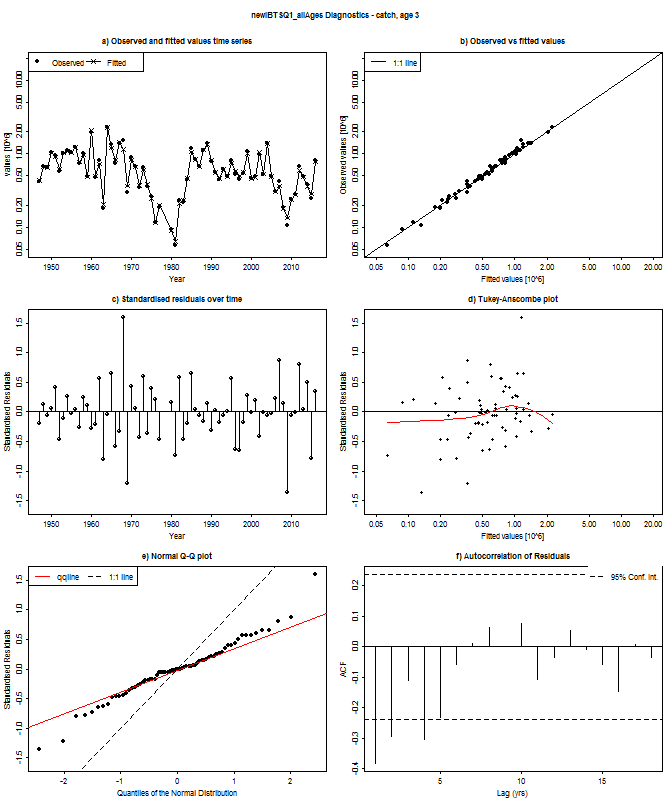 newIBTSQ1_allAges Diagnostics - catch, age 3
a) Observed and fitted values time series
Observed Fitted
values [10^6]
10.00
5.00
2.00
1.00
0.50
0.20
0.10
0.05
1950 1960 1970 1980 1990 2000 2010
Year
b) Observed vs fitted values
1:1 line
Observed values [10^6]
10.00
5.00
2.00
1.00
0.50
0.20
0.10
0.05
0.05 0.10 0.20 0.50 1.00 2.00 5.00 10.00 20.00
Fitted values [10^6]
c) Standardised residuals over time
Standardised Residuals
1.5
1.0
0.5
0.0
-0.5
-1.0
-1.5
1950 1960 1970 1980 1990 2000 2010
Year
d) Tukey-Anscombe plot
Standardised Residuals
1.5
1.0
0.5
0.0
-0.5
-1.0
-1.5
0.05 0.10 0.20 0.50 1.00 2.00 5.00 10.00 20.00
Fitted values [10^6]
e) Normal Q-Q plot
qqline 1:1 line
Standardised Residuals
1.5
1.0
0.5
0.0
-0.5
-1.0
-1.5
-2 -1 0 1 2
Quantiles of the Normal Distribution
f) Autocorrelation of Residuals
95% Conf. Int.
ACF
0.2
0.1
0.0
-0.1
-0.2
-0.3
-0.4
5 10 15
Lag (yrs)